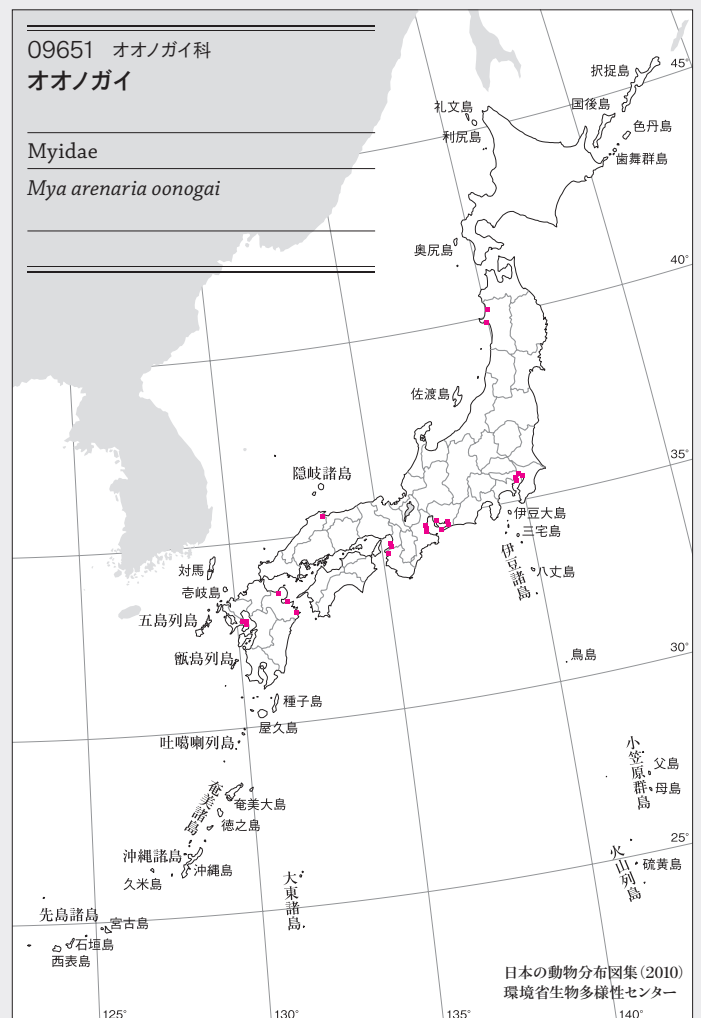 09651 オオノガイ科
オオノガイ
Myidae
Mya arenaria oonogai
45°
択捉島
礼文島
国後島
利尻島
色丹島
歯舞群島
奥尻島
40°
佐渡島
35°
隠岐諸島
伊豆大島
三宅島
伊豆諸島
八丈島
対馬
壱岐島
五島列島
甑島列島
鳥島
30°
種子島
屋久島
吐噶喇列島
小笠原群島
父島
母島
奄美諸島
奄美大島
徳之島
25°
沖縄諸島
沖縄島
久米島
火山列島
硫黄島
大東諸島
先島諸島
宮古島
石垣島
西表島
日本の動物分布図集(2010)
環境省生物多様性センター
125°
130°
135°
140°